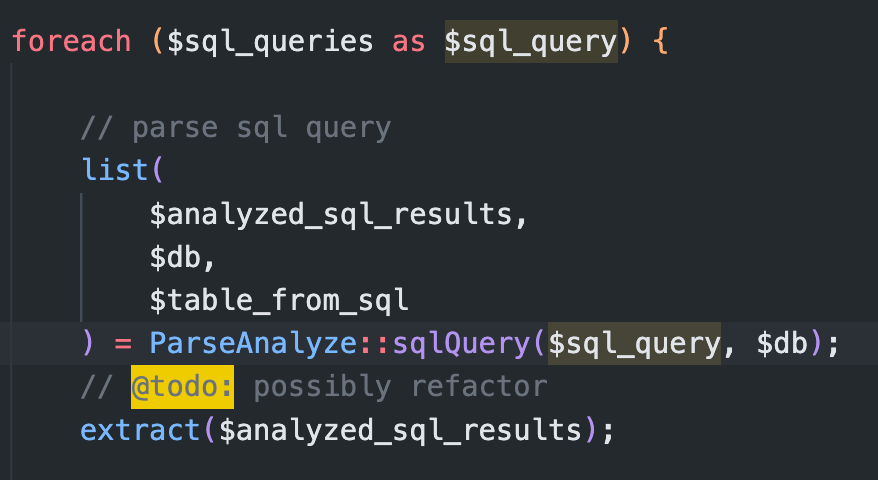 foreach ($sql_queries as $sql_query) {
// parse sql query
list(
$analyzed_sql_results,
$db,
$table_from_sql
) = ParseAnalyze::sqlQuery($sql_query, $db);
// @todo: possibly refactor
extract($analyzed_sql_results);